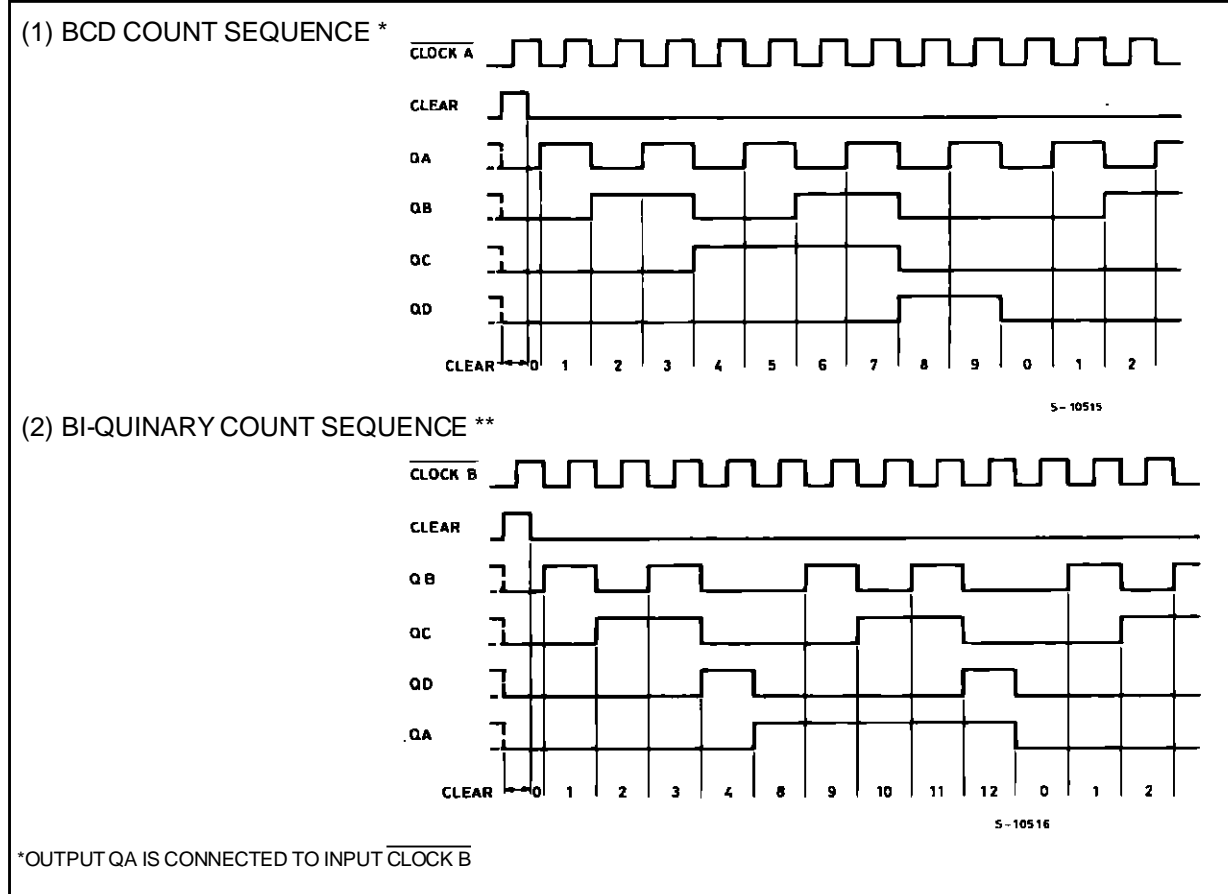 (1) BCD COUNT SEQUENCE *
CLOCK A
CLEAR
QA
QB
QC
QD
CLEAR 0 1 2 3 4 5 6 7 8 9 0 1 2
S-10515
(2) BI-QUINARY COUNT SEQUENCE **
CLOCK B
CLEAR
QB
QC
QD
QA
CLEAR 0 1 2 3 4 8 9 10 11 12 0 1 2
S-10516
*OUTPUT QA IS CONNECTED TO INPUT CLOCK B